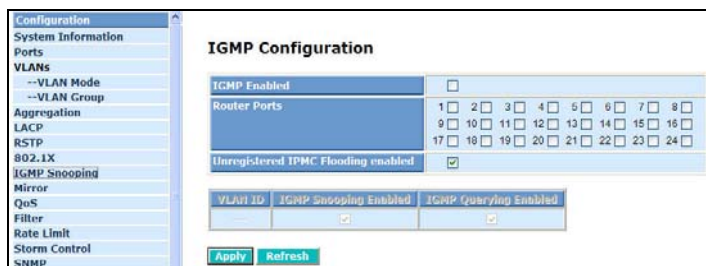 Configuration
System Information
Ports
VLANs
--VLAN Mode
--VLAN Group
Aggregation
LACP
RSTP
802.1X
IGMP Snooping
Mirror
QoS
Filter
Rate Limit
Storm Control
SNMP
IGMP Configuration
IGMP Enabled
Router Ports
1 2 3 4 5 6 7 8
9 10 11 12 13 14 15 16
17 18 19 20 21 22 23 24
Unregistered IPMC Flooding enabled
VLAN ID IGMP Snooping Enabled IGMP Querying Enabled
----
Apply Refresh